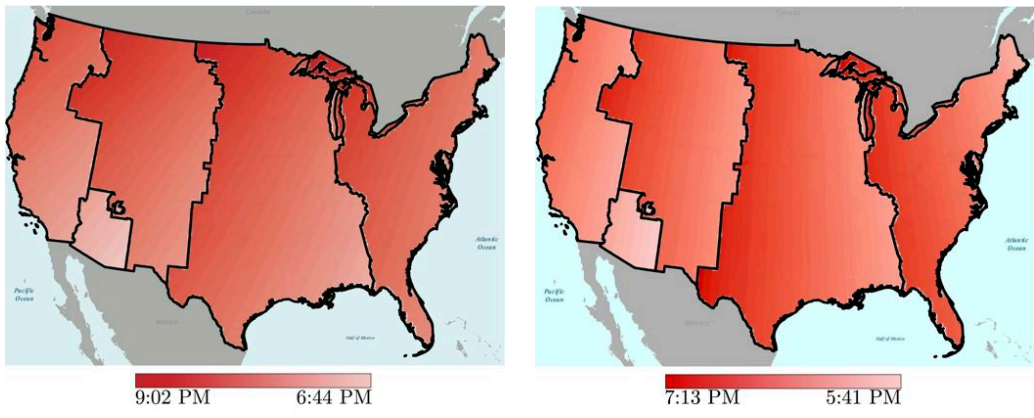 Canada
Canada
Atlantic
Ocean
Atlantic
Ocean
Pacific
Ocean
Pacific
Ocean
Mexico
Mexico
Gulf of Mexico
Gulf of Mexico
9:02 PM 6:44 PM
7:13 PM 5:41 PM